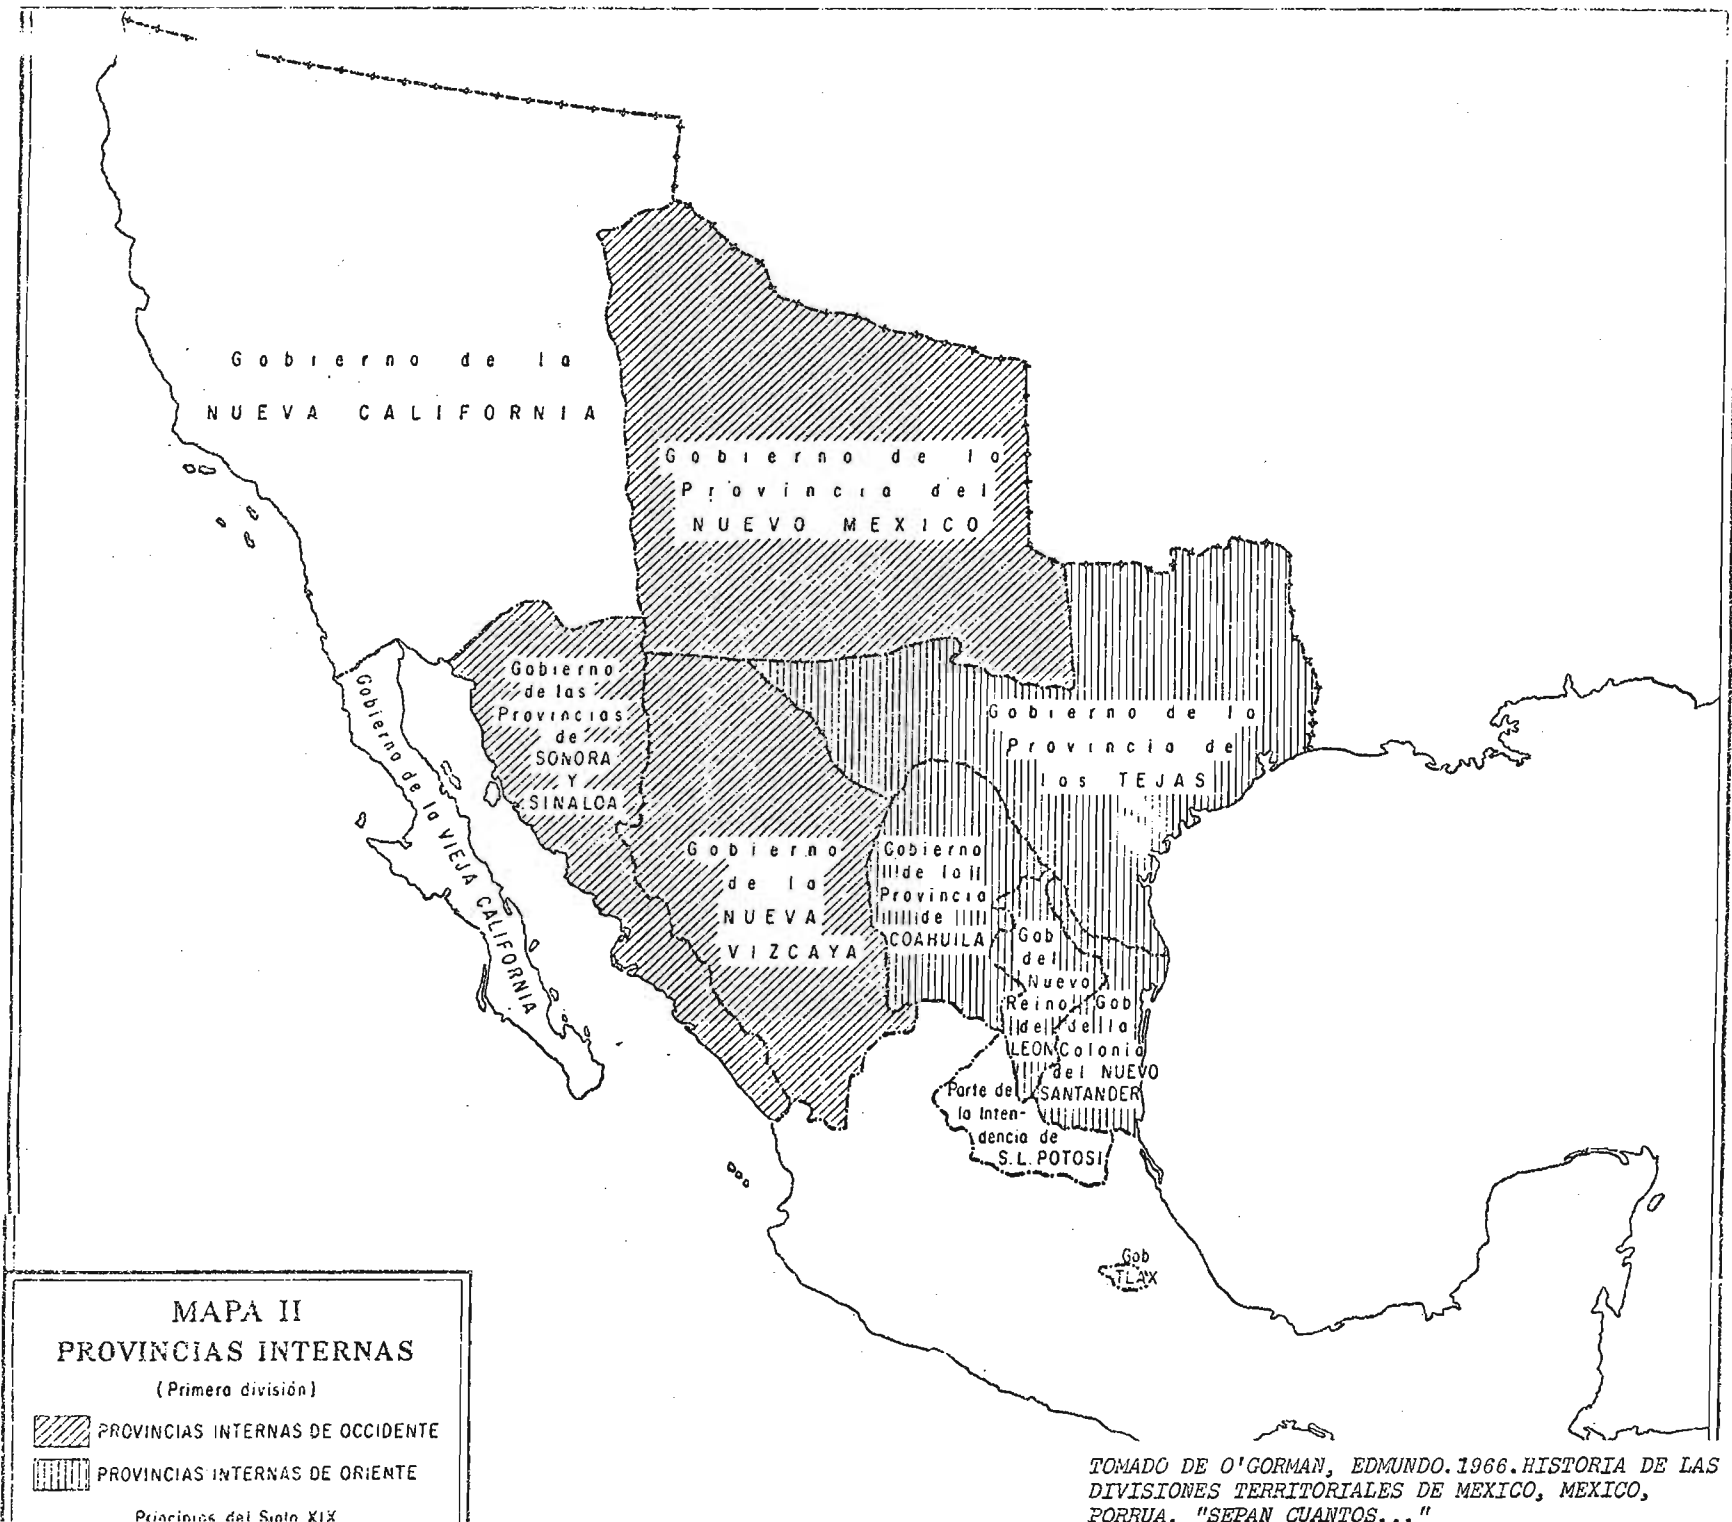 Gobierno de la
NUEVA CALIFORNIA
Gobierno de la
Provincia del
NUEVO MEXICO
Gobierno
de las
Provincias
de
SONORA
Y
SINALOA
Gobierno de la VIEJA CALIFORNIA
Gobierno de la
Provincia de
los TEJAS
Gobierno
de la
NUEVA
VIZCAYA
Gobierno
de la
Provincia
de
COAHUILA
Gob
del
Nuevo
Reino
de
LEON
Gob
de la
Colonia
del NUEVO
SANTANDER
Parte de
la Inten-
dencia de
S.L. POTOSI
Gob
TLAX
MAPA II
PROVINCIAS INTERNAS
(Primera división)
PROVINCIAS INTERNAS DE OCCIDENTE
PROVINCIAS INTERNAS DE ORIENTE
Principios del Siglo XIX
TOMADO DE O'GORMAN, EDMUNDO.1966.HISTORIA DE LAS
DIVISIONES TERRITORIALES DE MEXICO, MEXICO,
PORRUA. "SEPAN CUANTOS..."